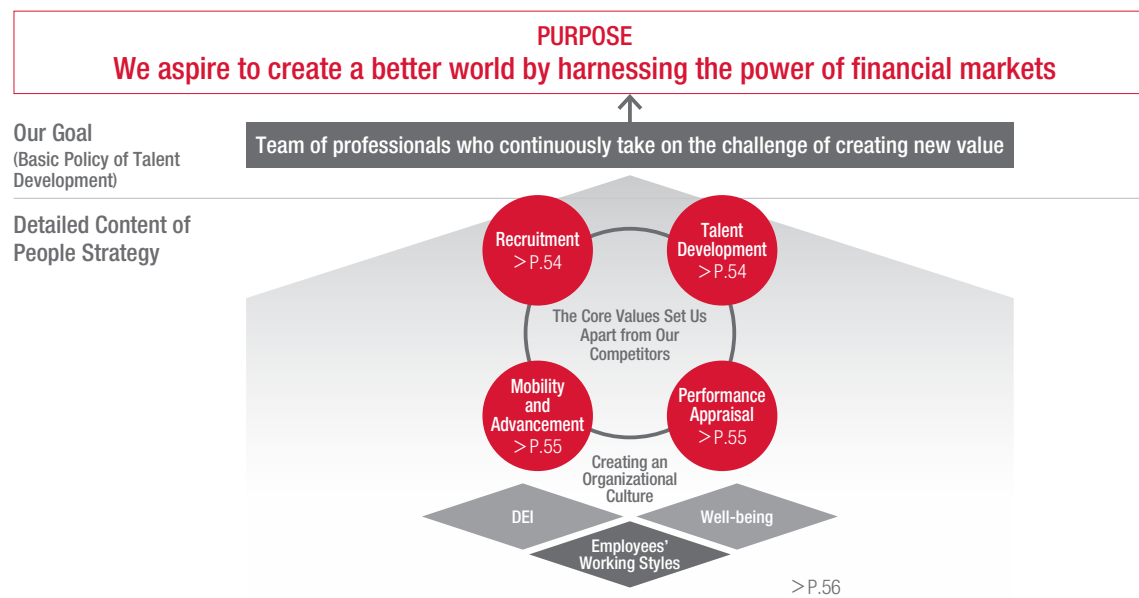 PURPOSE
We aspire to create a better world by harnessing the power of financial markets
Our Goal
(Basic Policy of Talent
Development)
Team of professionals who continuously take on the challenge of creating new value
Detailed Content of
People Strategy
Recruitment
>P.54
Talent
Development
>P.54
The Core Values Set Us
Apart from Our
Competitors
Mobility
and
Advancement
>P.55
Performance
Appraisal
>P.55
Creating an
Organizational
Culture
DEI
Well-being
Employees’
Working Styles
>P.56